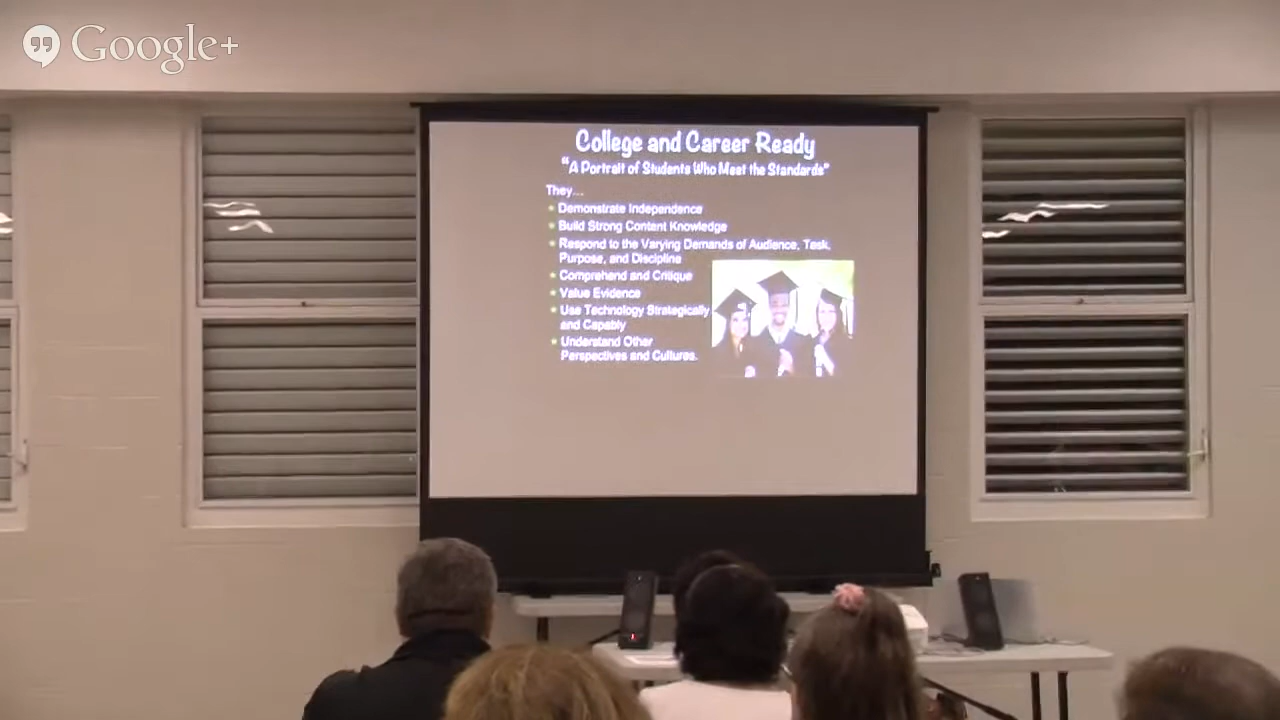 Google+
College and Career Ready
“A Portrait of Students Who Meet the Standards”
They...
Demonstrate Independence
Build Strong Content Knowledge
Respond to the Varying Demands of Audience, Task,
Purpose, and Discipline
Comprehend and Critique
Value Evidence
Use Technology Strategically
and Capably
Understand Other
Perspectives and Cultures.